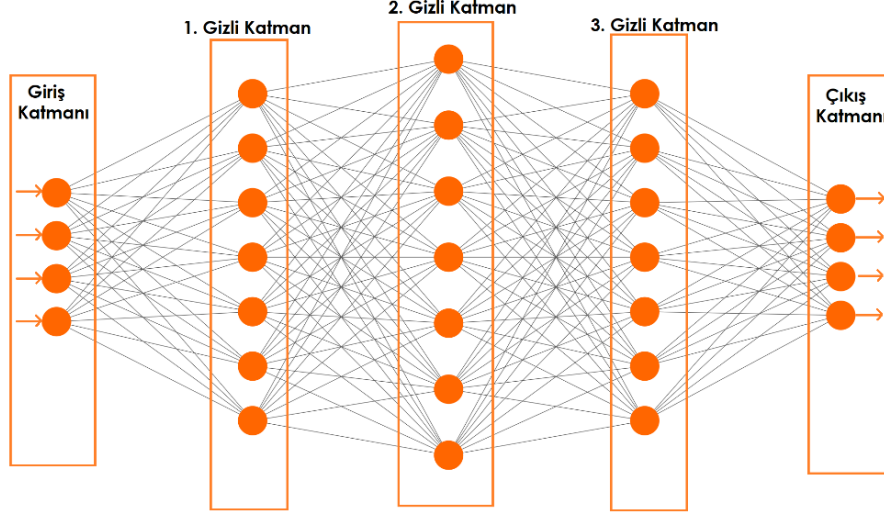 Giriş
Katmanı
1. Gizli Katman
2. Gizli Katman
3. Gizli Katman
Çıkış
Katmanı